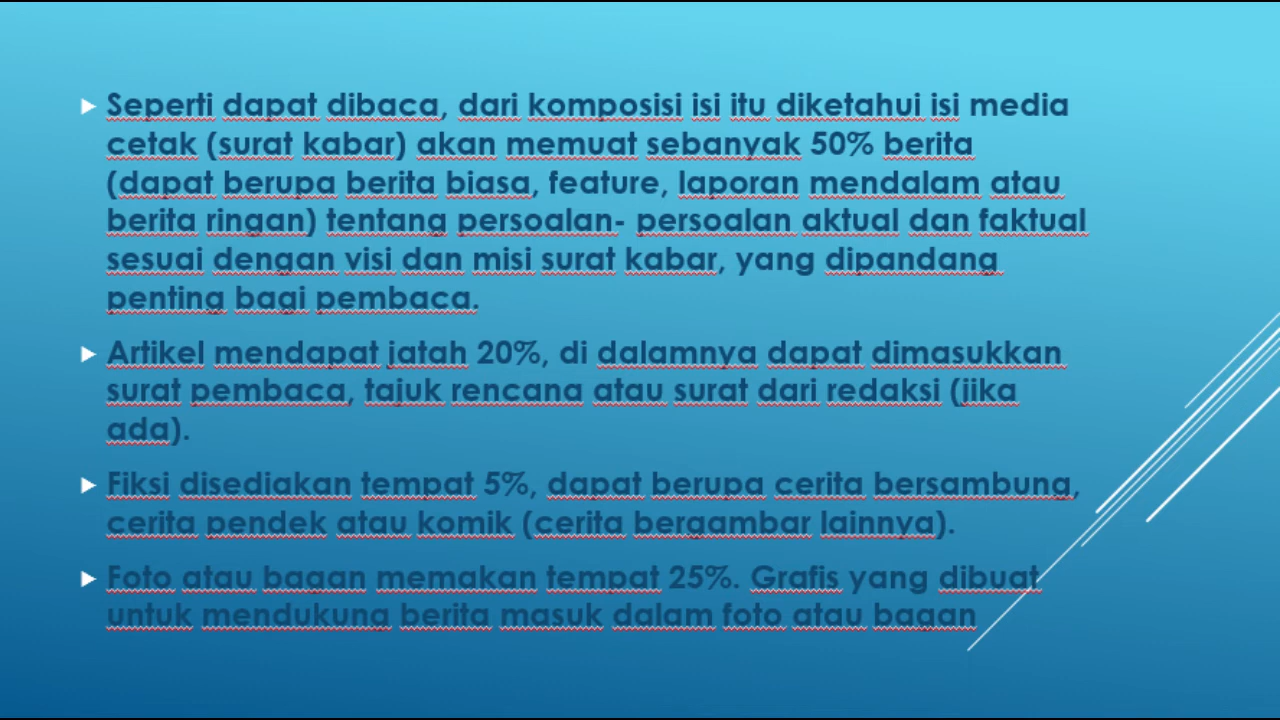 Seperti dapat dibaca, dari komposisi isi itu diketahui isi media
cetak (surat kabar) akan memuat sebanyak 50% berita
(dapat berupa berita biasa, feature, laporan mendalam atau
berita ringan) tentang persoalan- persoalan aktual dan faktual
sesuai dengan visi dan misi surat kabar, yang dipandang
penting bagi pembaca.
Artikel mendapat jatah 20%, di dalamnya dapat dimasukkan
surat pembaca, tajuk rencana atau surat dari redaksi (jika
ada).
Fiksi disediakan tempat 5%, dapat berupa cerita bersambung,
cerita pendek atau komik (cerita bergambar lainnya).
Foto atau bagan memakan tempat 25%. Grafis yang dibuat
untuk mendukung berita masuk dalam foto atau bagan